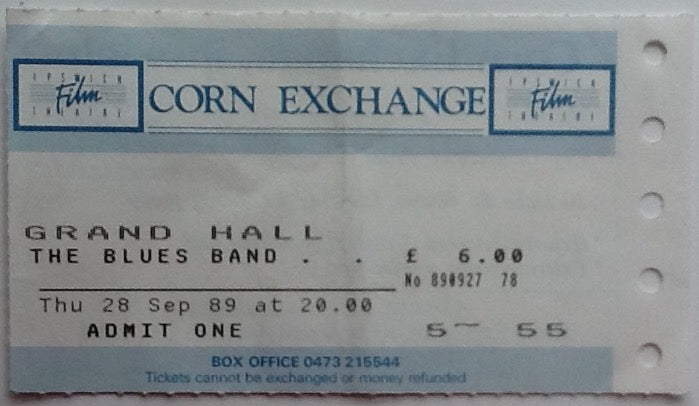 IPSWICH
Film
THEATRE
CORN EXCHANGE
IPSWICH
Film
THEATRE
GRAND HALL
THE BLUES BAND . .
£ 6.00
No 890927 78
Thu 28 Sep 89 at 20.00
ADMIT ONE
5~ 55
BOX OFFICE 0473 215544
Tickets cannot be exchanged or money refunded